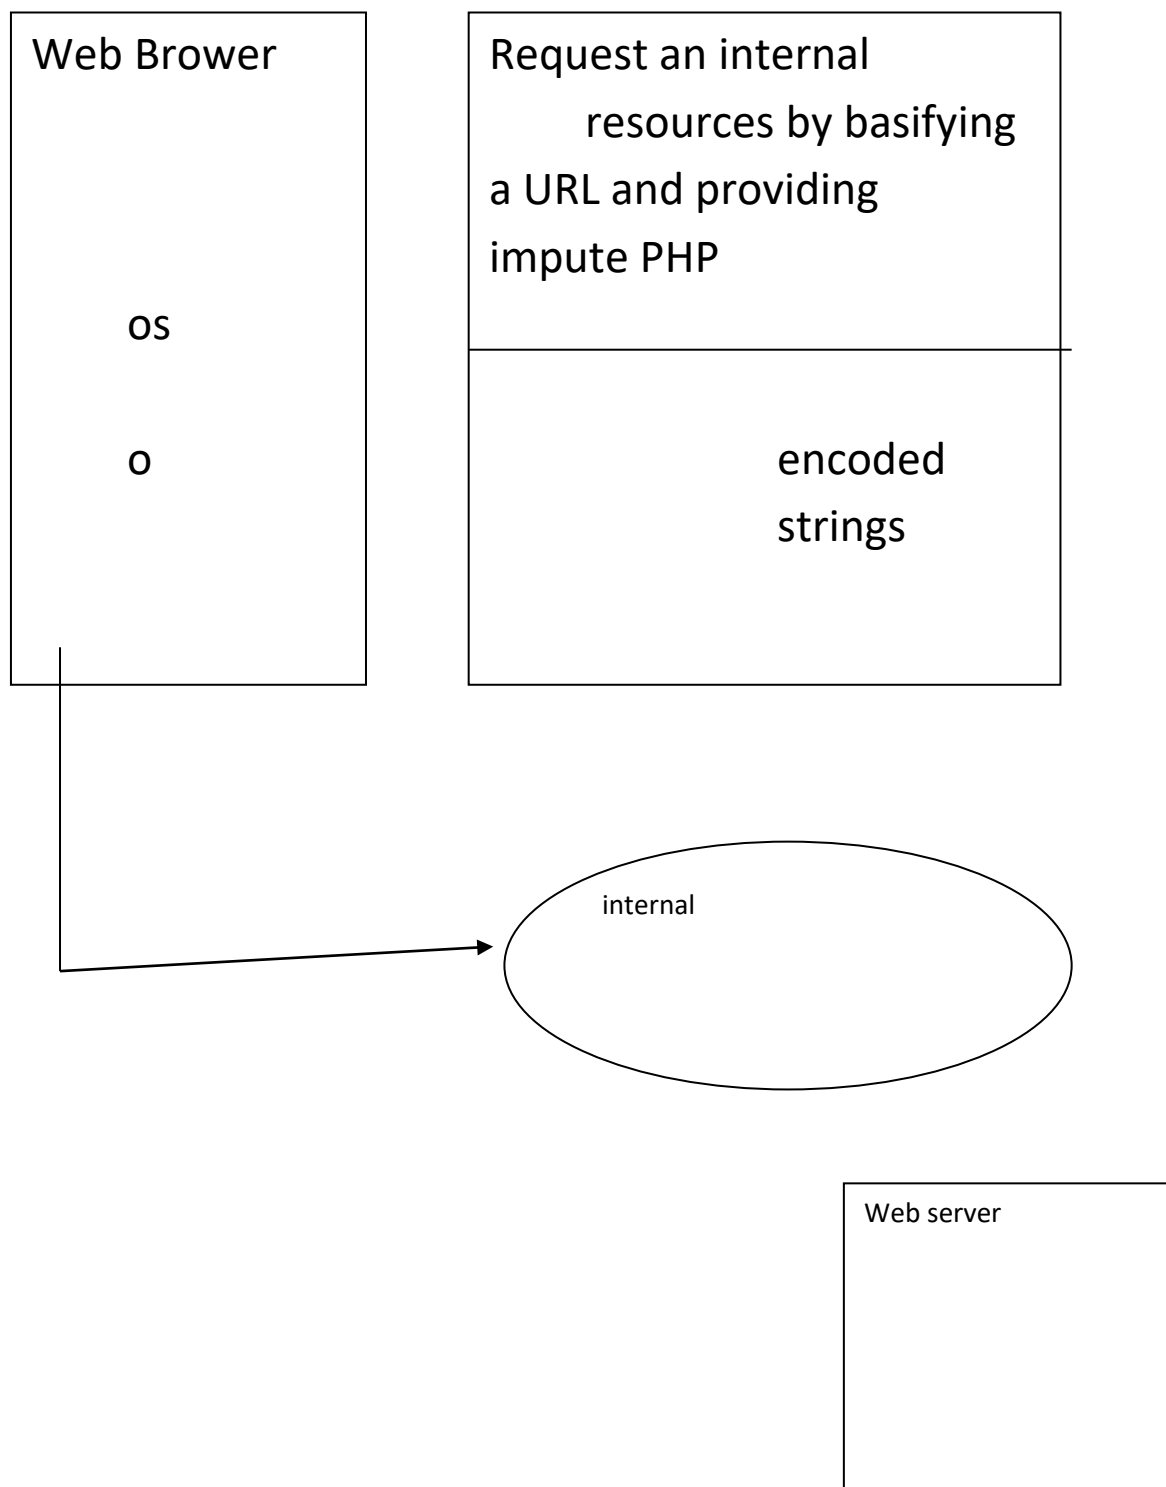 Web Brower
os
o
Request an internal
resources by basifying
a URL and providing
impute PHP
encoded
strings
internal
Web server